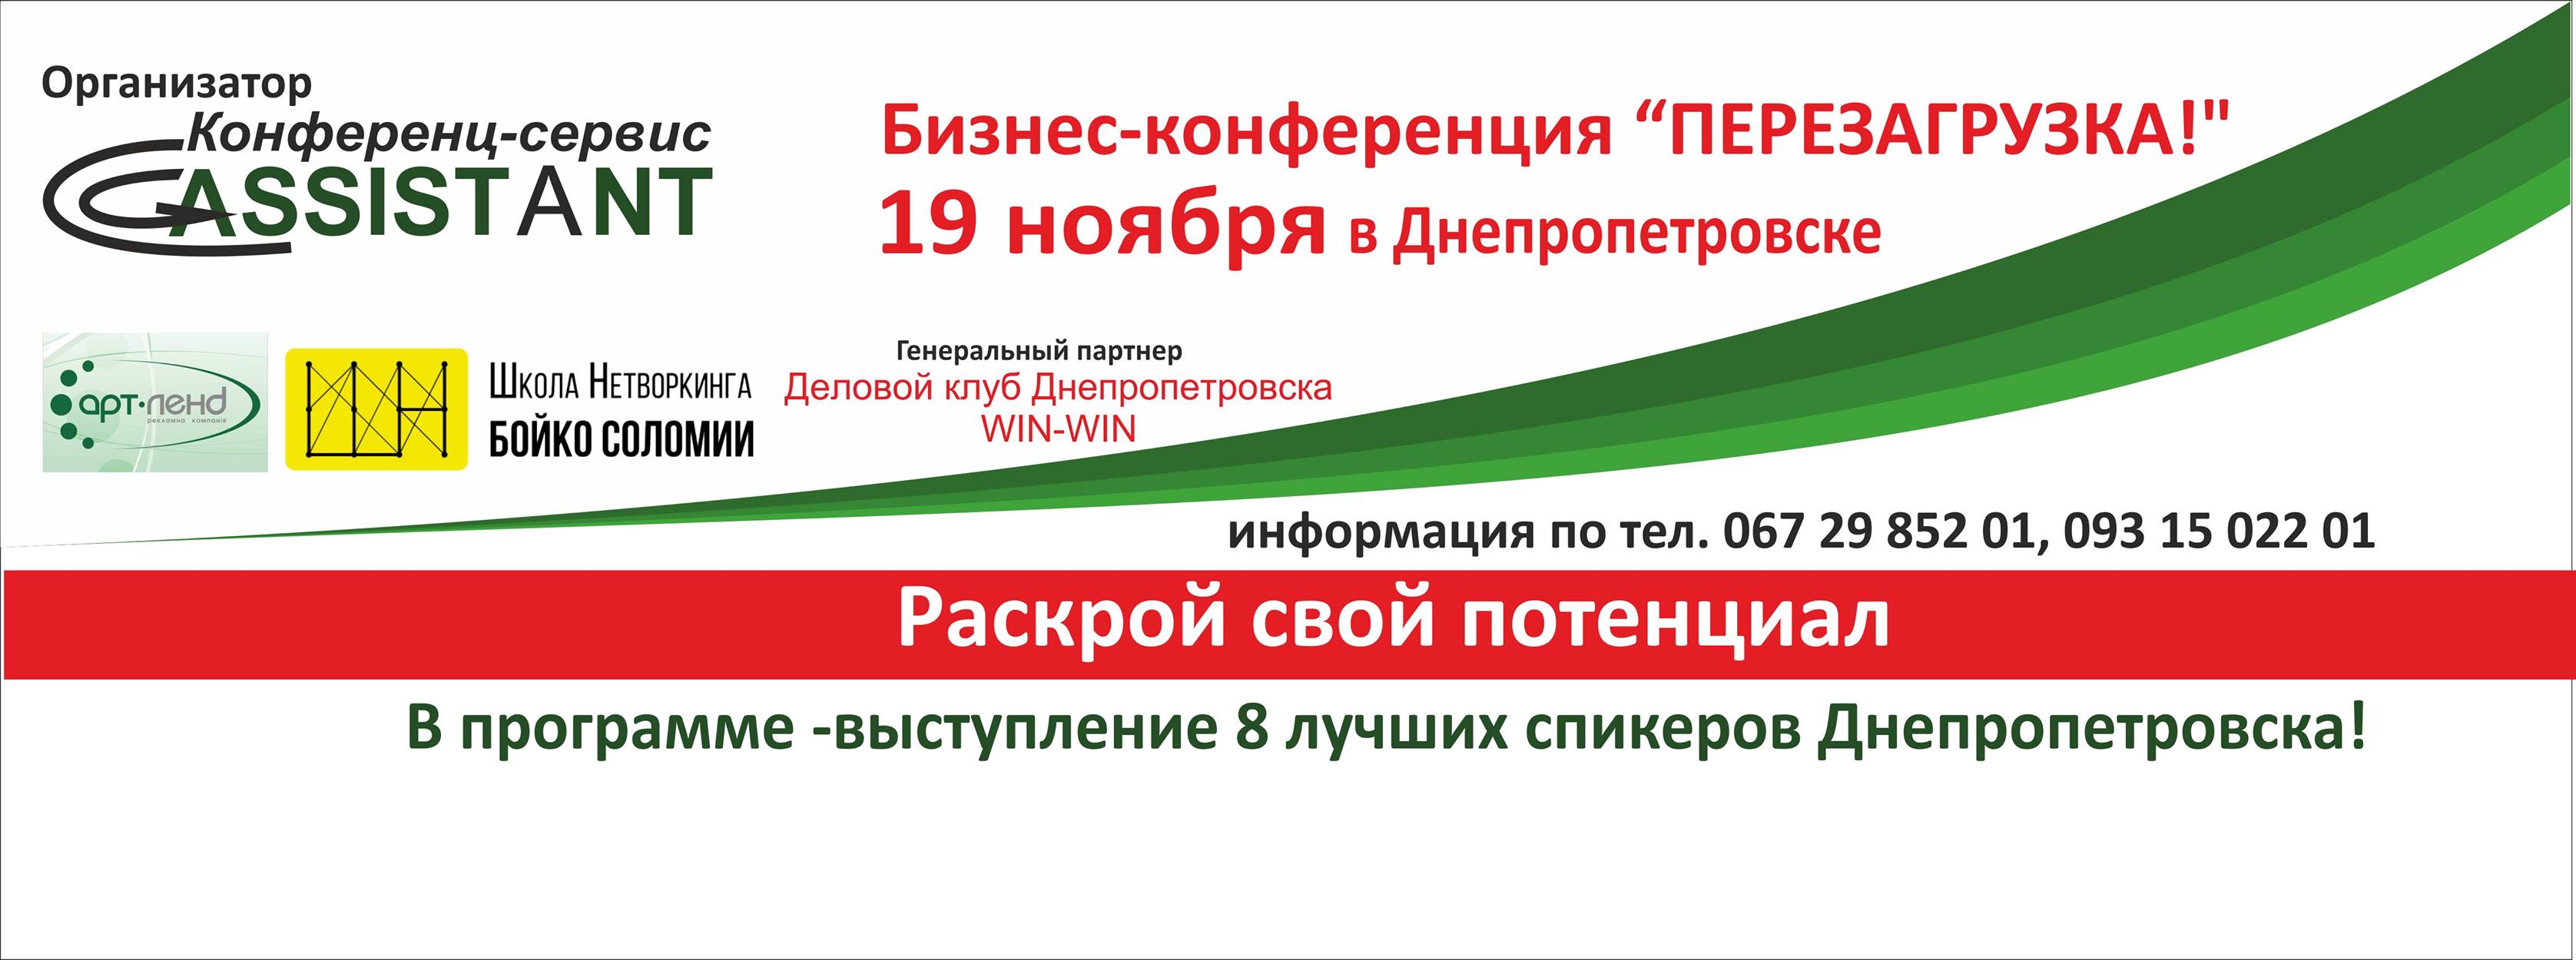 Организатор
Конференц-сервис
ASSISTANT
Бизнес-конференция “ПЕРЕЗАГРУЗКА!"
19 ноября в Днепропетровске
арт·ленд
рекламна компанія
Школа Нетворкинга
БОЙКО СОЛОМИИ
Генеральный партнер
Деловой клуб Днепропетровска
WIN-WIN
информация по тел. 067 29 852 01, 093 15 022 01
Раскрой свой потенциал
В программе -выступление 8 лучших спикеров Днепропетровска!